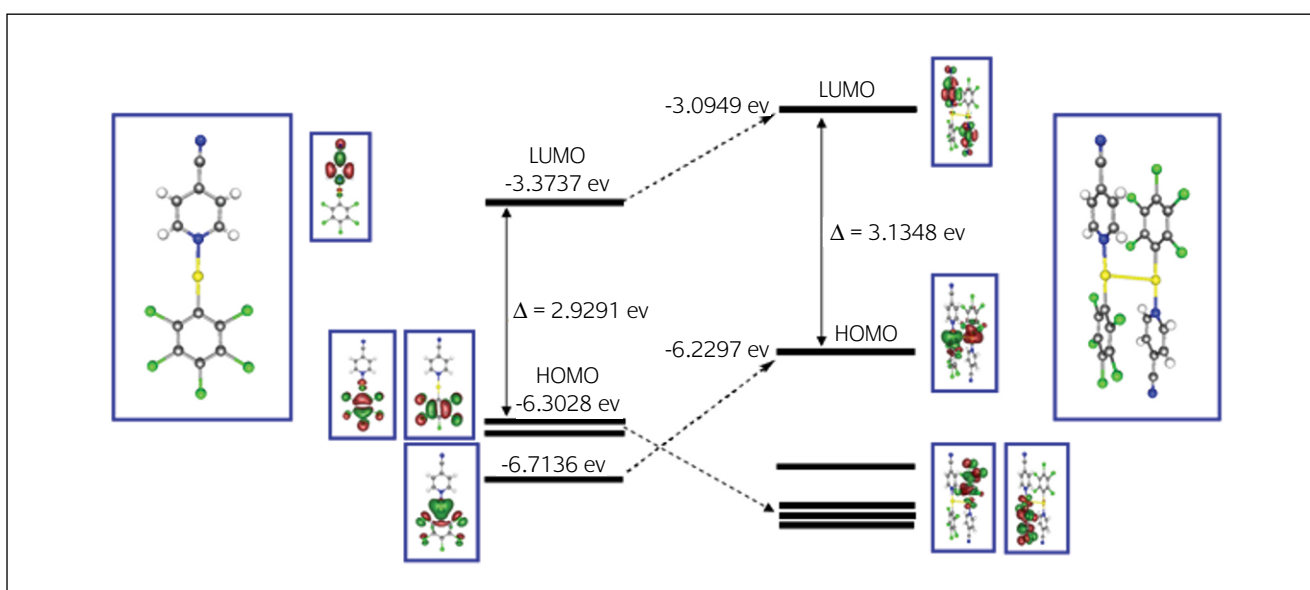 LUMO
-3.3737 ev
Δ = 2.9291 ev
HOMO
-6.3028 ev
-6.7136 ev
LUMO
-3.0949 ev
Δ = 3.1348 ev
-6.2297 ev
HOMO